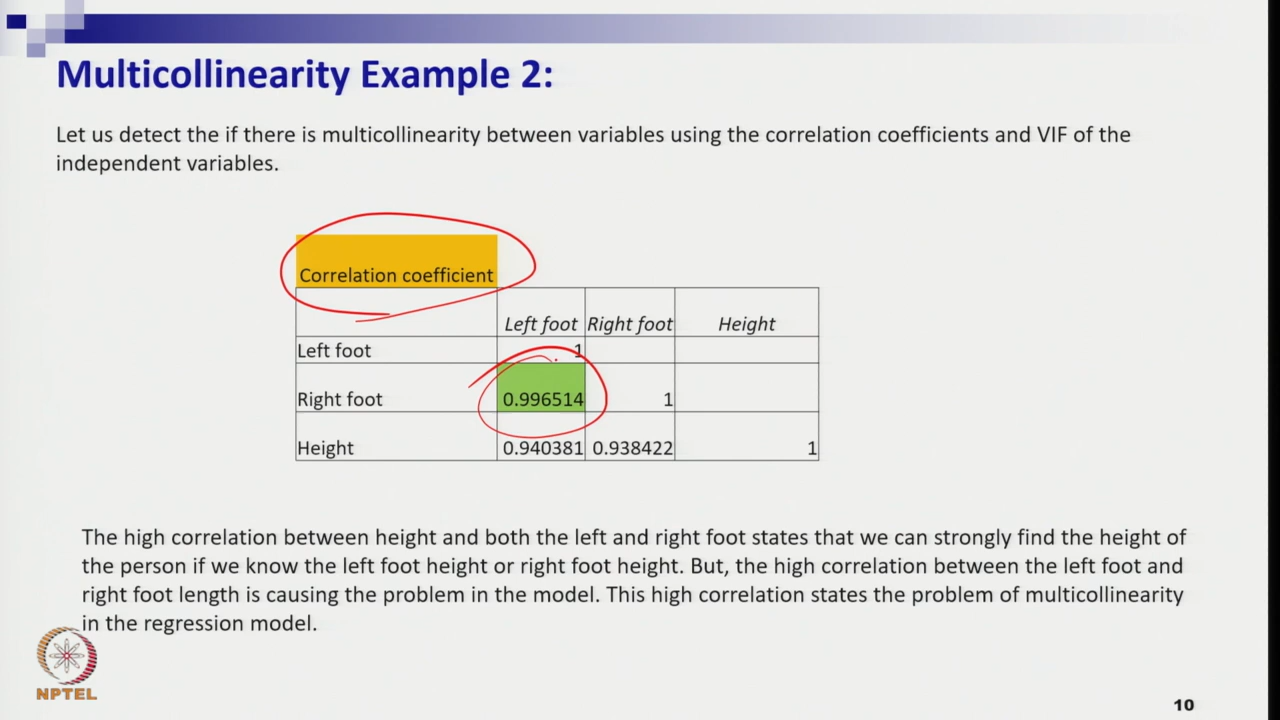 Multicollinearity Example 2:
Let us detect the if there is multicollinearity between variables using the correlation coefficients and VIF of the
independent variables.
Correlation coefficient
Left foot Right foot Height
Left foot 1
Right foot 0.996514 1
Height 0.940381 0.938422 1
The high correlation between height and both the left and right foot states that we can strongly find the height of
the person if we know the left foot height or right foot height. But, the high correlation between the left foot and
right foot length is causing the problem in the model. This high correlation states the problem of multicollinearity
in the regression model.
NPTEL
10